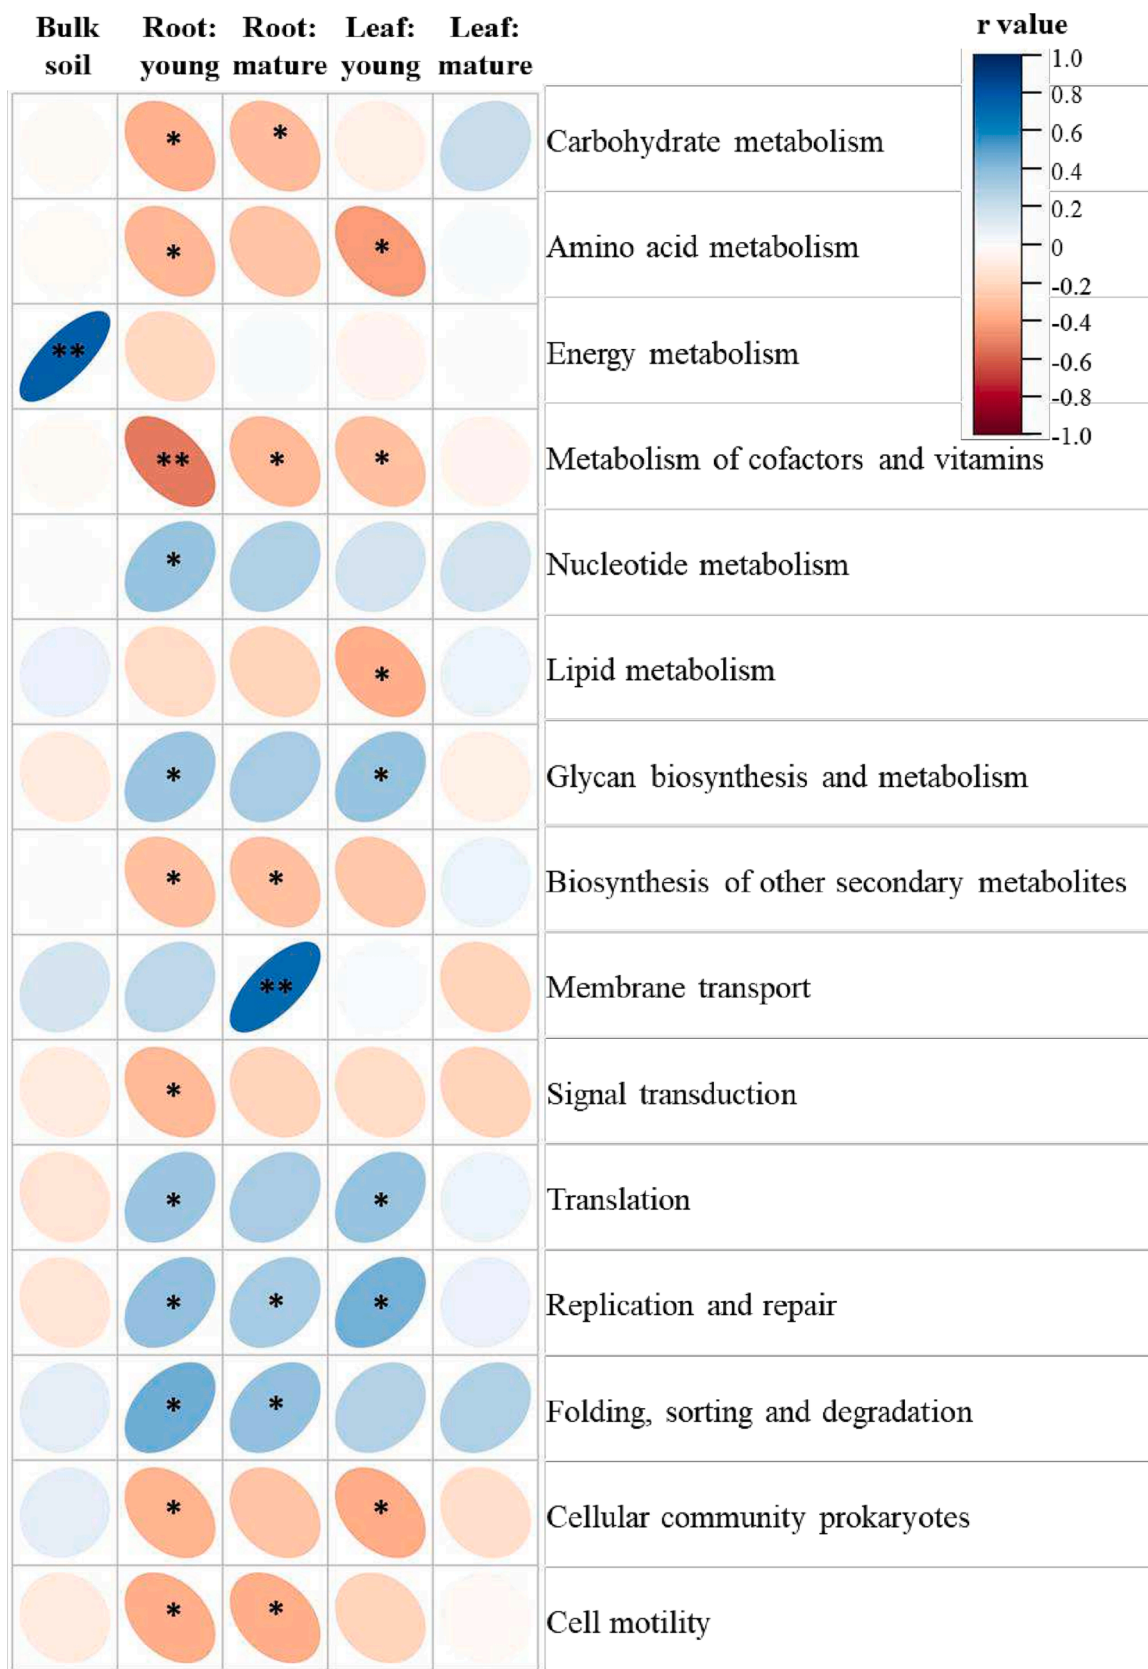 Bulk soil
Root: young
Root: mature
Leaf: young
Leaf: mature
r value
1.0
0.8
0.6
0.4
0.2
0
-0.2
-0.4
-0.6
-0.8
-1.0
* * Carbohydrate metabolism
* * Amino acid metabolism
** Energy metabolism
** * * Metabolism of cofactors and vitamins
* Nucleotide metabolism
* Lipid metabolism
* * Glycan biosynthesis and metabolism
* * Biosynthesis of other secondary metabolites
** Membrane transport
* Signal transduction
* * Translation
* * * Replication and repair
* * Folding, sorting and degradation
* * Cellular community prokaryotes
* * Cell motility